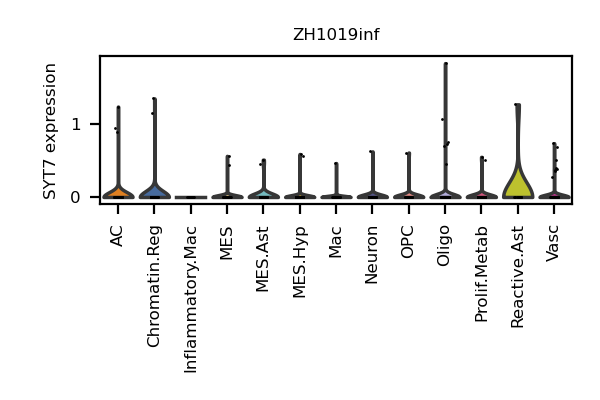 ZH1019inf
SYT7 expression
1
0
AC
Chromatin.Reg
Inflammatory.Mac
MES
MES.Ast
MES.Hyp
Mac
Neuron
OPC
Oligo
Prolif.Metab
Reactive.Ast
Vasc